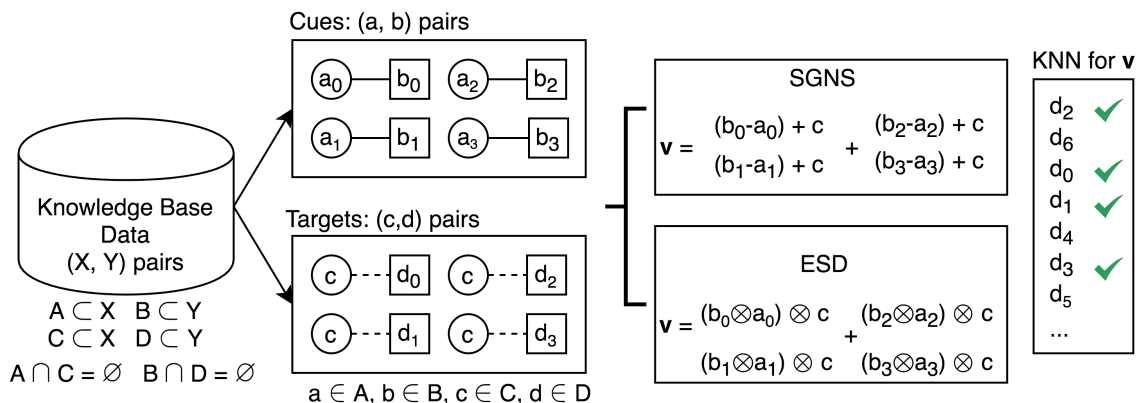 Knowledge Base
Data
(X, Y) pairs
A ⊂ X B ⊂ Y
C ⊂ X D ⊂ Y
A ⋂ C = ∅ B ⋂ D = ∅
Cues: (a, b) pairs
a₀ b₀ a₂ b₂
a₁ b₁ a₃ b₃
Targets: (c,d) pairs
c d₀ c d₂
c d₁ c d₃
a ∈ A, b ∈ B, c ∈ C, d ∈ D
SGNS
(b₀-a₀) + c (b₂-a₂) + c
v = +
(b₁-a₁) + c (b₃-a₃) + c
ESD
(b₀⊗a₀) ⊗ c (b₂⊗a₂) ⊗ c
v = +
(b₁⊗a₁) ⊗ c (b₃⊗a₃) ⊗ c
KNN for v
d₂ ✓
d₆
d₀ ✓
d₁ ✓
d₄
d₃ ✓
d₅
...